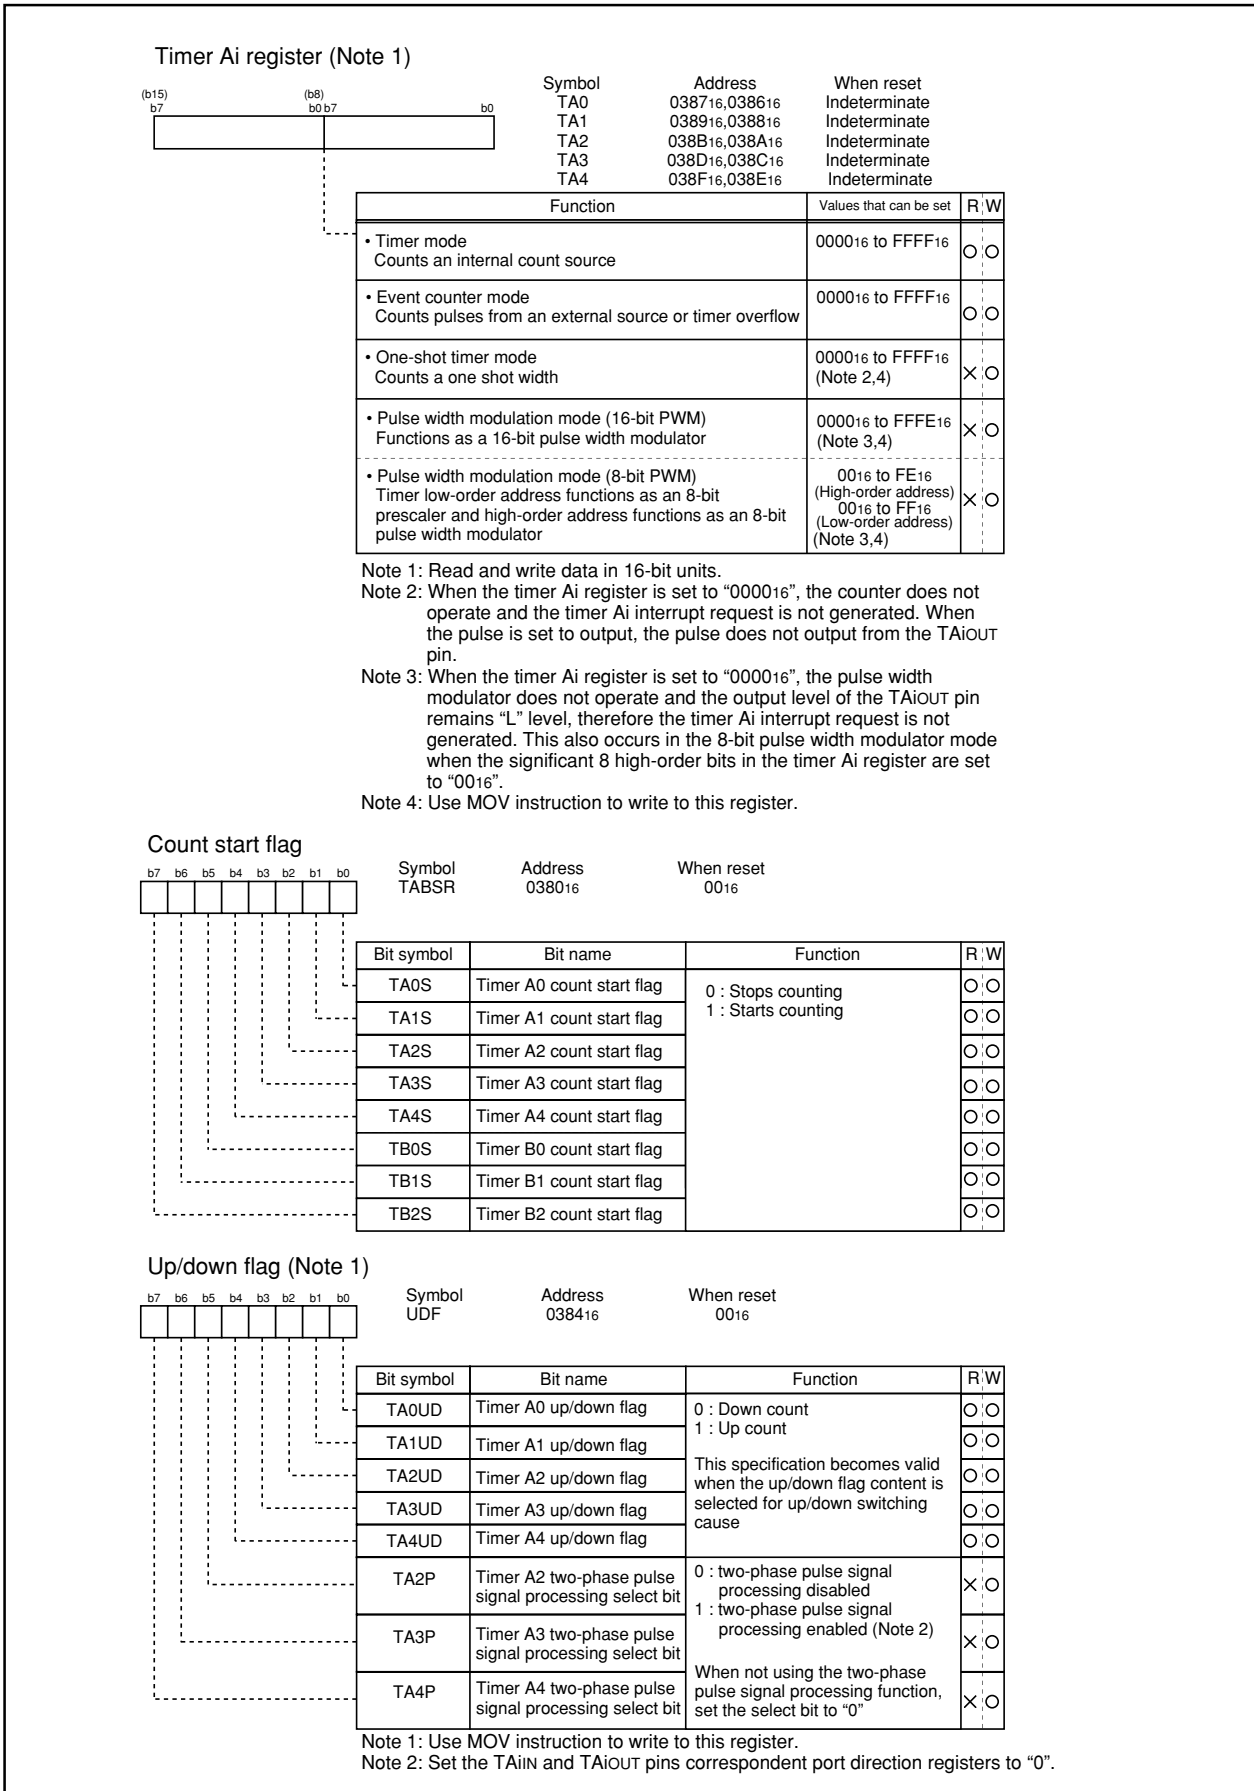 Timer Ai register (Note 1)
Symbol Address When reset
(b15) (b8)
b7 b0 b7 b0
TA0 038716,038616 Indeterminate
TA1 038916,038816 Indeterminate
TA2 038B16,038A16 Indeterminate
TA3 038D16,038C16 Indeterminate
TA4 038F16,038E16 Indeterminate
Function Values that can be set R W
• Timer mode 000016 to FFFF16
Counts an internal count source
• Event counter mode 000016 to FFFF16
Counts pulses from an external source or timer overflow
• One-shot timer mode 000016 to FFFF16
Counts a one shot width (Note 2,4)
• Pulse width modulation mode (16-bit PWM) 000016 to FFFE16
Functions as a 16-bit pulse width modulator (Note 3,4)
• Pulse width modulation mode (8-bit PWM) 0016 to FE16
Timer low-order address functions as an 8-bit (High-order address)
prescaler and high-order address functions as an 8-bit 0016 to FF16
pulse width modulator (Low-order address)
(Note 3,4)
Note 1: Read and write data in 16-bit units.
Note 2: When the timer Ai register is set to “000016”, the counter does not
operate and the timer Ai interrupt request is not generated. When
the pulse is set to output, the pulse does not output from the TAiOUT
pin.
Note 3: When the timer Ai register is set to “000016”, the pulse width
modulator does not operate and the output level of the TAiOUT pin
remains “L” level, therefore the timer Ai interrupt request is not
generated. This also occurs in the 8-bit pulse width modulator mode
when the significant 8 high-order bits in the timer Ai register are set
to “0016”.
Note 4: Use MOV instruction to write to this register.
Count start flag
Symbol Address When reset
b7 b6 b5 b4 b3 b2 b1 b0
TABSR 038016 0016
Bit symbol Bit name Function R W
TA0S Timer A0 count start flag 0 : Stops counting
TA1S Timer A1 count start flag 1 : Starts counting
TA2S Timer A2 count start flag
TA3S Timer A3 count start flag
TA4S Timer A4 count start flag
TB0S Timer B0 count start flag
TB1S Timer B1 count start flag
TB2S Timer B2 count start flag
Up/down flag (Note 1)
Symbol Address When reset
b7 b6 b5 b4 b3 b2 b1 b0
UDF 038416 0016
Bit symbol Bit name Function R W
TA0UD Timer A0 up/down flag 0 : Down count
1 : Up count
TA1UD Timer A1 up/down flag
This specification becomes valid
TA2UD Timer A2 up/down flag when the up/down flag content is
TA3UD Timer A3 up/down flag selected for up/down switching
cause
TA4UD Timer A4 up/down flag
TA2P Timer A2 two-phase pulse 0 : two-phase pulse signal
signal processing select bit processing disabled
1 : two-phase pulse signal
TA3P Timer A3 two-phase pulse processing enabled (Note 2)
signal processing select bit
When not using the two-phase
TA4P Timer A4 two-phase pulse pulse signal processing function,
signal processing select bit set the select bit to “0”
Note 1: Use MOV instruction to write to this register.
Note 2: Set the TAiIN and TAiOUT pins correspondent port direction registers to “0”.